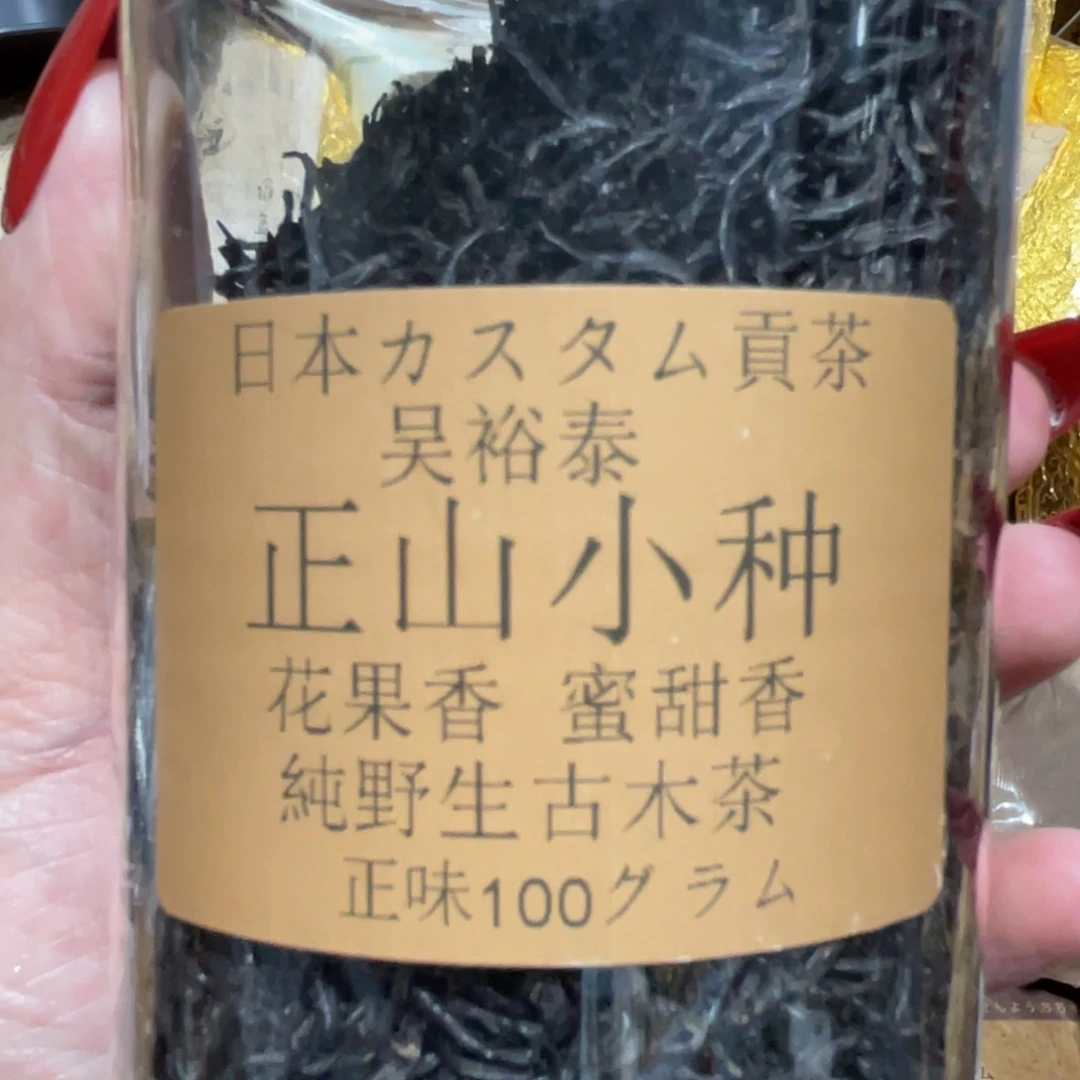 日本カスタム貢茶
吴裕泰
正山小种
花果香 蜜甜香
純野生古木茶
正味100グラム